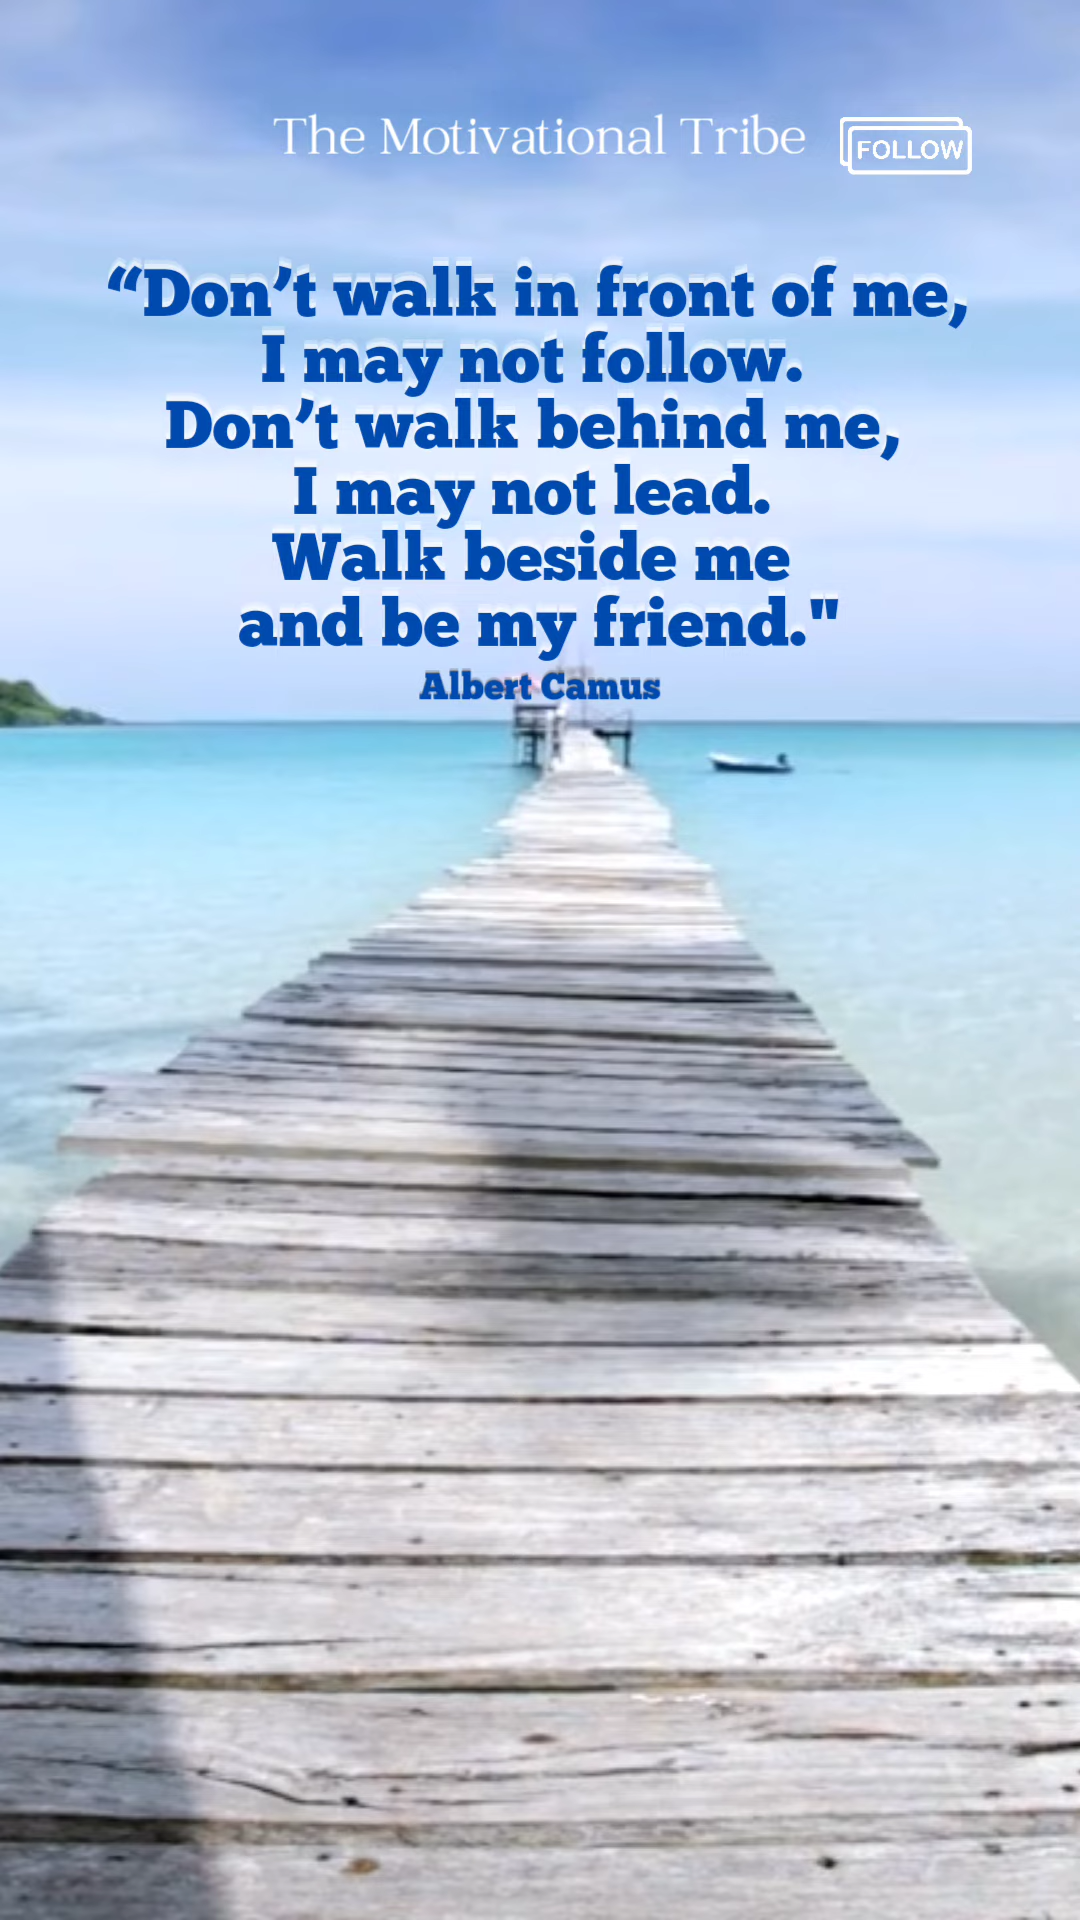 The Motivational Tribe
FOLLOW
“Don’t walk in front of me,
I may not follow.
Don’t walk behind me,
I may not lead.
Walk beside me
and be my friend."
Albert Camus